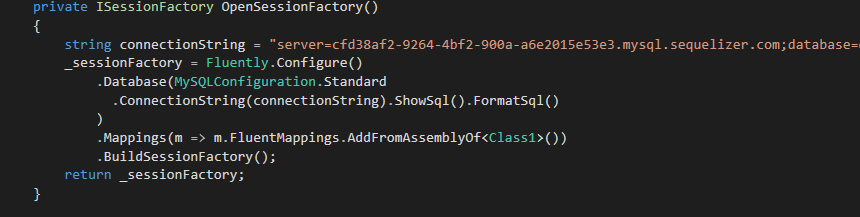 private ISessionFactory OpenSessionFactory()
{
string connectionString = "server=cfd38af2-9264-4bf2-900a-a6e2015e53e3.mysql.sequelizer.com;database=
_sessionFactory = Fluently.Configure()
.Database(MySQLConfiguration.Standard
.ConnectionString(connectionString).ShowSql().FormatSql()
)
.Mappings(m => m.FluentMappings.AddFromAssemblyOf<Class1>())
.BuildSessionFactory();
return _sessionFactory;
}